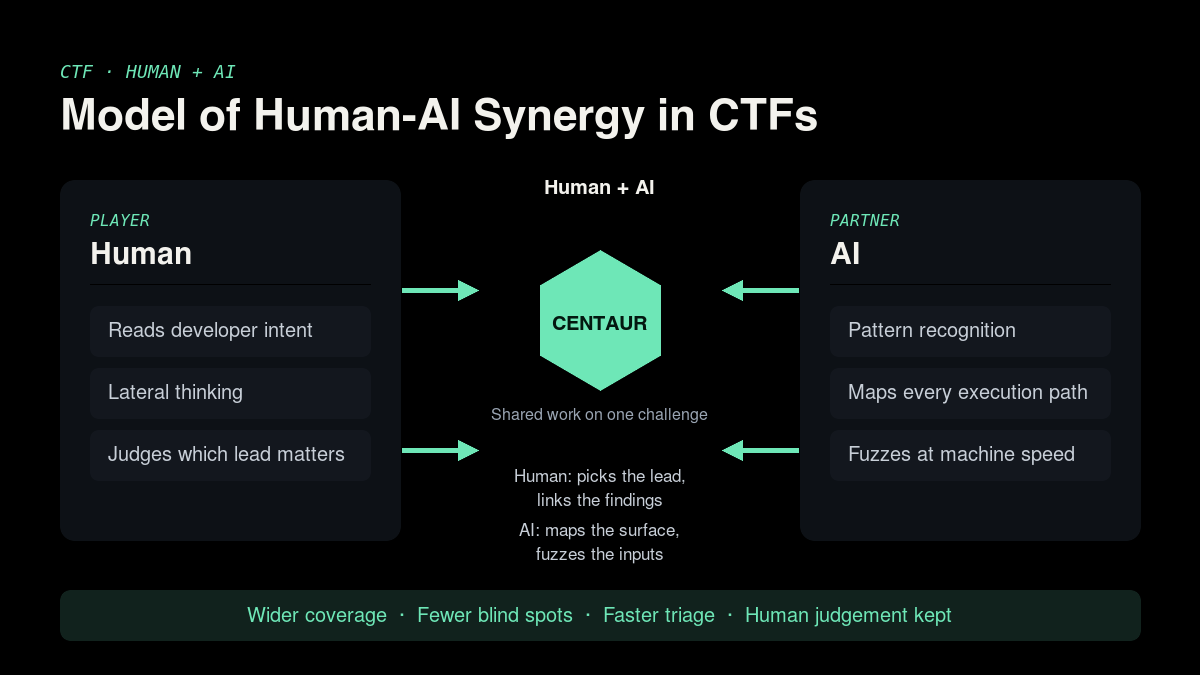 CTF · HUMAN + AI
Model of Human-AI Synergy in CTFs
PLAYER
Human
Reads developer intent
Lateral thinking
Judges which lead matters
Human + AI
CENTAUR
Shared work on one challenge
Human: picks the lead,
links the findings
AI: maps the surface,
fuzzes the inputs
PARTNER
AI
Pattern recognition
Maps every execution path
Fuzzes at machine speed
Wider coverage · Fewer blind spots · Faster triage · Human judgement kept